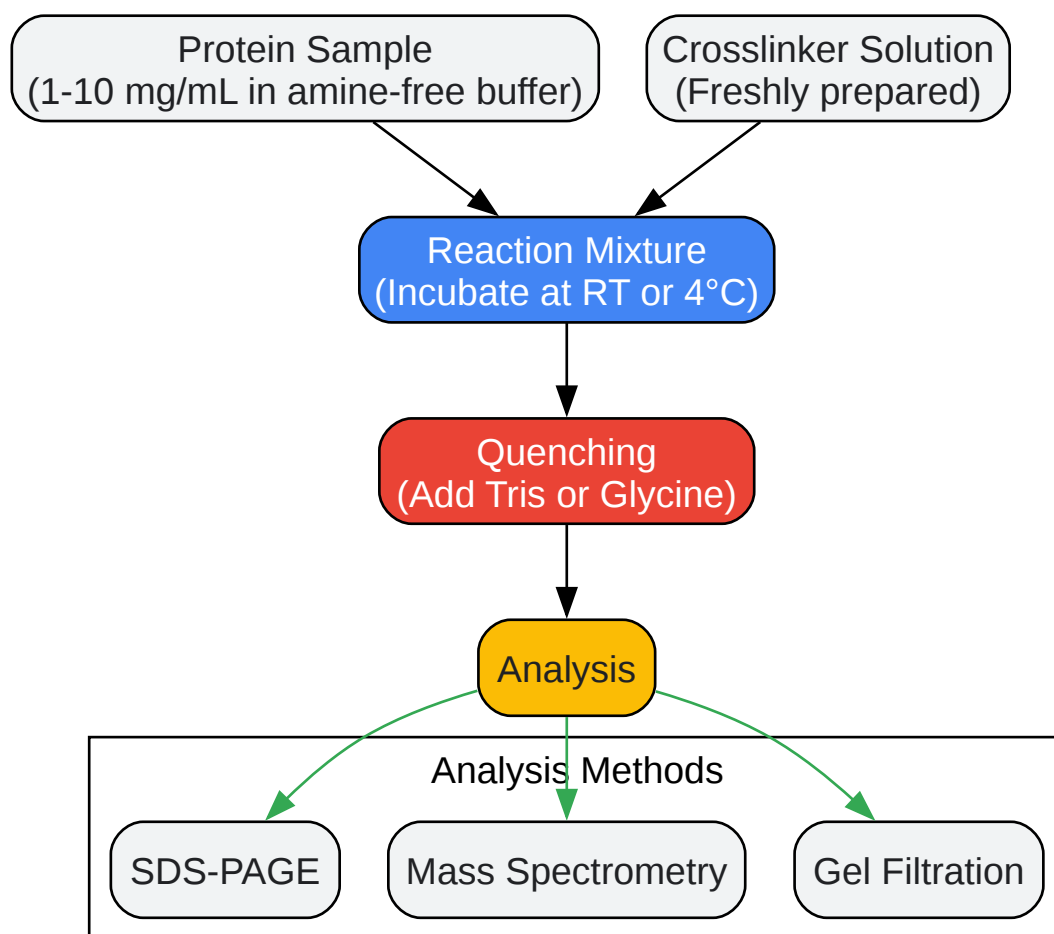 Protein Sample
(1-10 mg/mL in amine-free buffer)
Crosslinker Solution
(Freshly prepared)
Reaction Mixture
(Incubate at RT or 4°C)
Quenching
(Add Tris or Glycine)
Analysis
Analysis Methods
SDS-PAGE
Mass Spectrometry
Gel Filtration